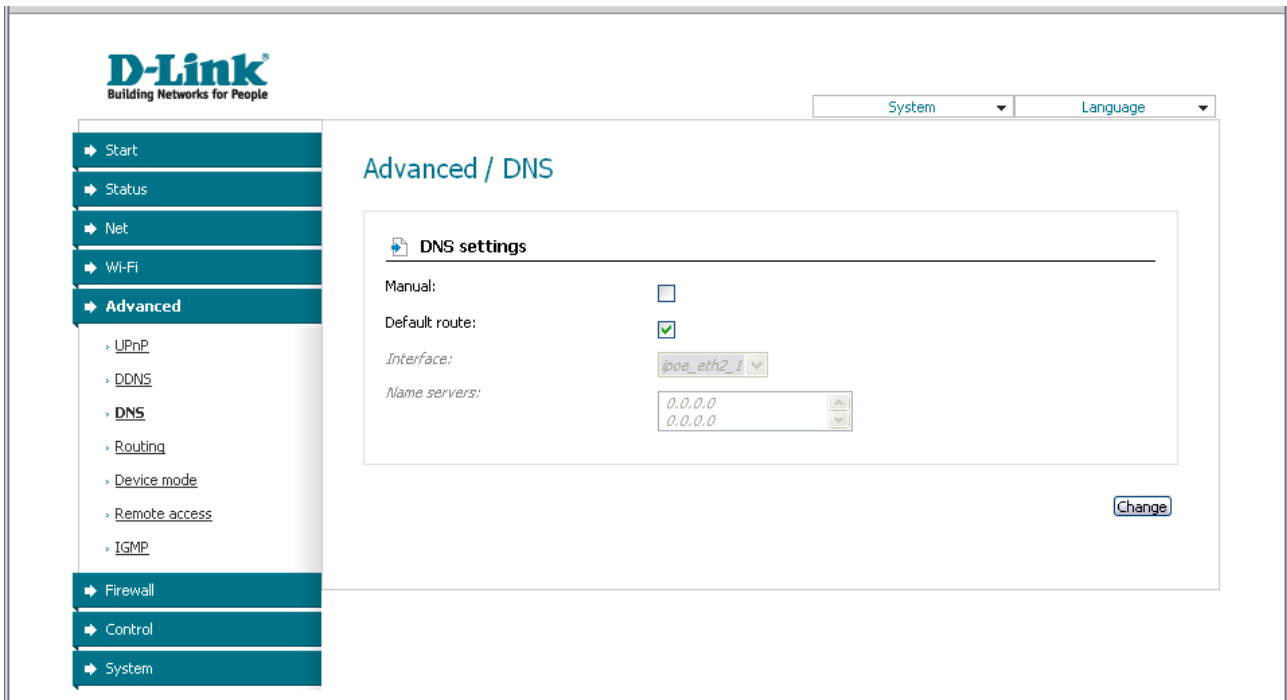 D-Link
Building Networks for People
System
Language
Start
Status
Net
Wi-Fi
Advanced
UPnP
DDNS
DNS
Routing
Device mode
Remote access
IGMP
Firewall
Control
System
Advanced / DNS
DNS settings
Manual:
Default route:
Interface:
ipoe_eth2_1
Name servers:
0.0.0.0
0.0.0.0
Change